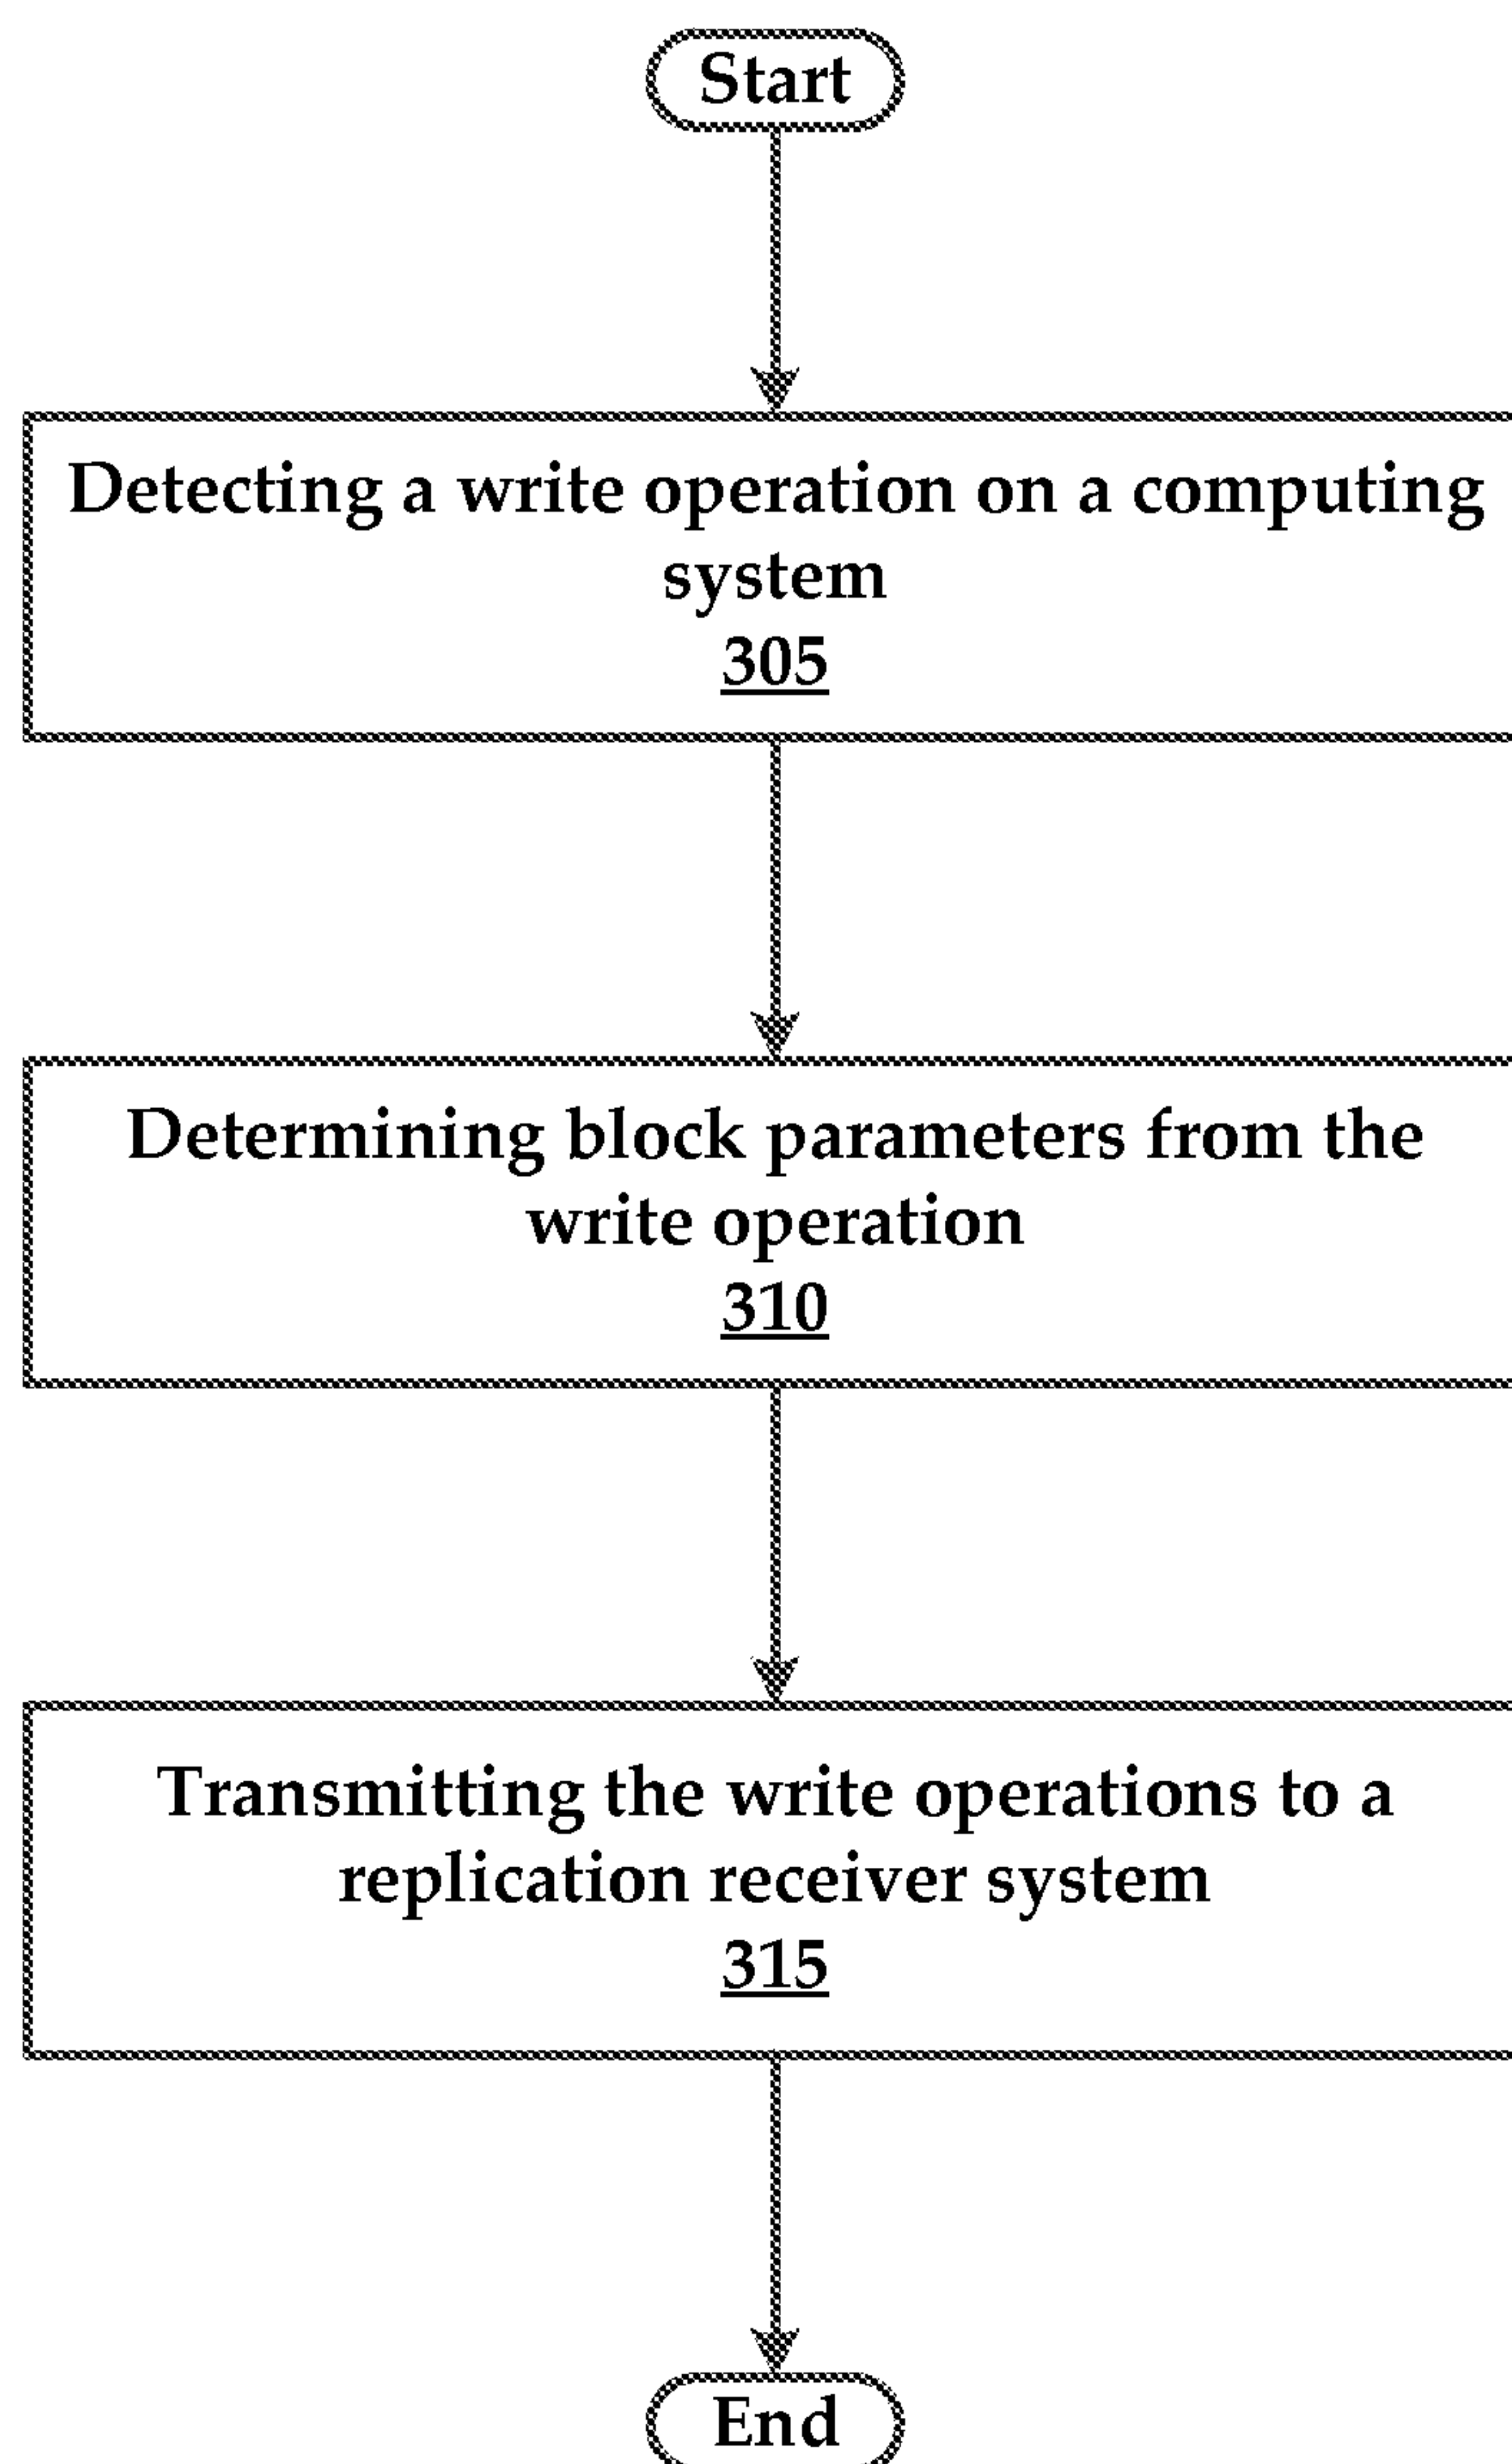 Start
Detecting a write operation on a computing
system
305
Determining block parameters from the
write operation
310
Transmitting the write operations to a
replication receiver system
315
End